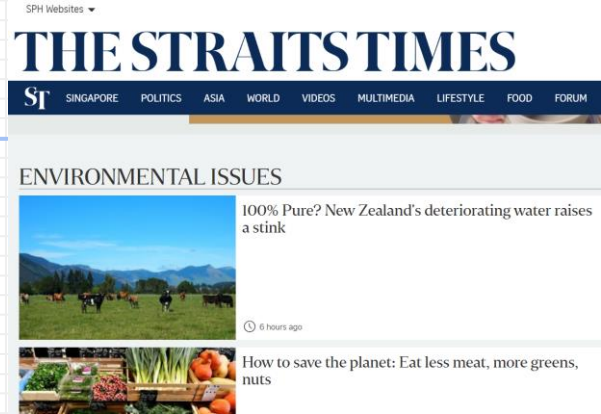 SPH Websites
THE STRAITS TIMES
ST SINGAPORE POLITICS ASIA WORLD VIDEOS MULTIMEDIA LIFESTYLE FOOD FORUM
ENVIRONMENTAL ISSUES
100% Pure? New Zealand's deteriorating water raises
a stink
6 hours ago
How to save the planet: Eat less meat, more greens,
nuts